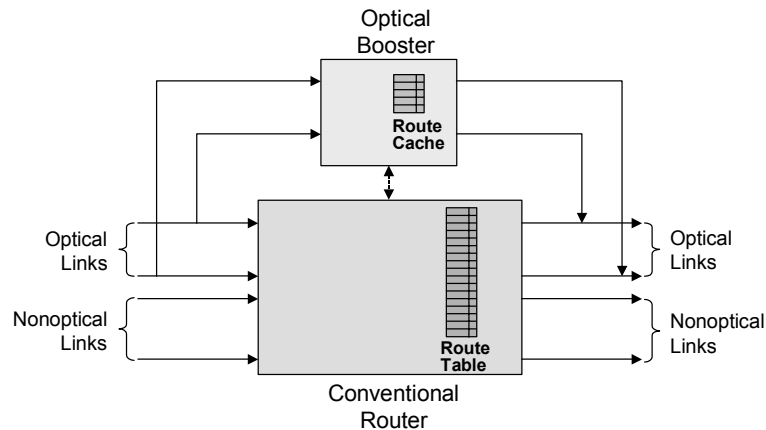 Optical
Booster
Route
Cache
Optical
Links
Optical
Links
Nonoptical
Links
Nonoptical
Links
Route
Table
Conventional
Router